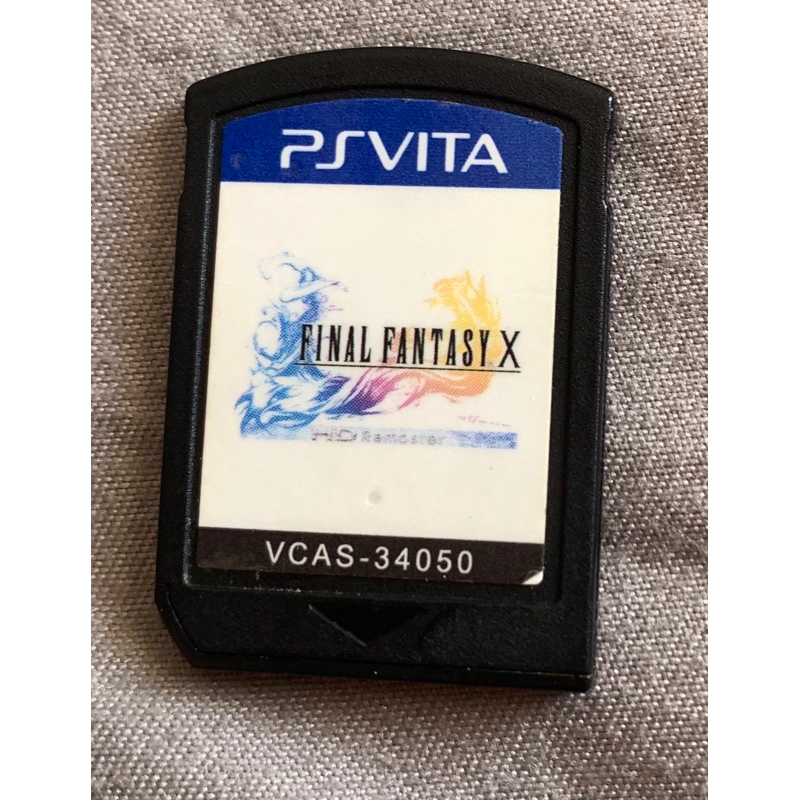 PSVITA
FINAL FANTASY X
HD Remaster
VCAS-34050